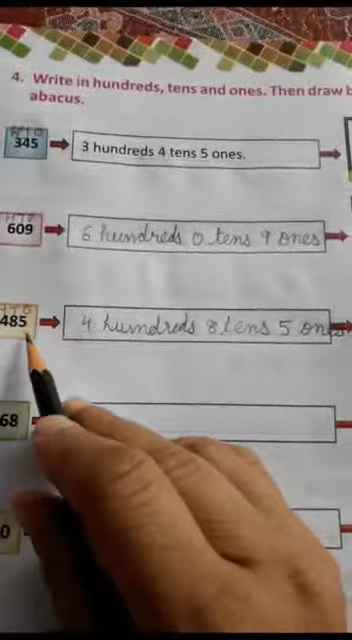 4. Write in hundreds, tens and ones. Then draw
abacus.
H T O
345
3 hundreds 4 tens 5 ones.
H T O
609
6 hundreds 0 tens 9 ones
H T O
485
4 hundreds 8 tens 5 ones
68
0